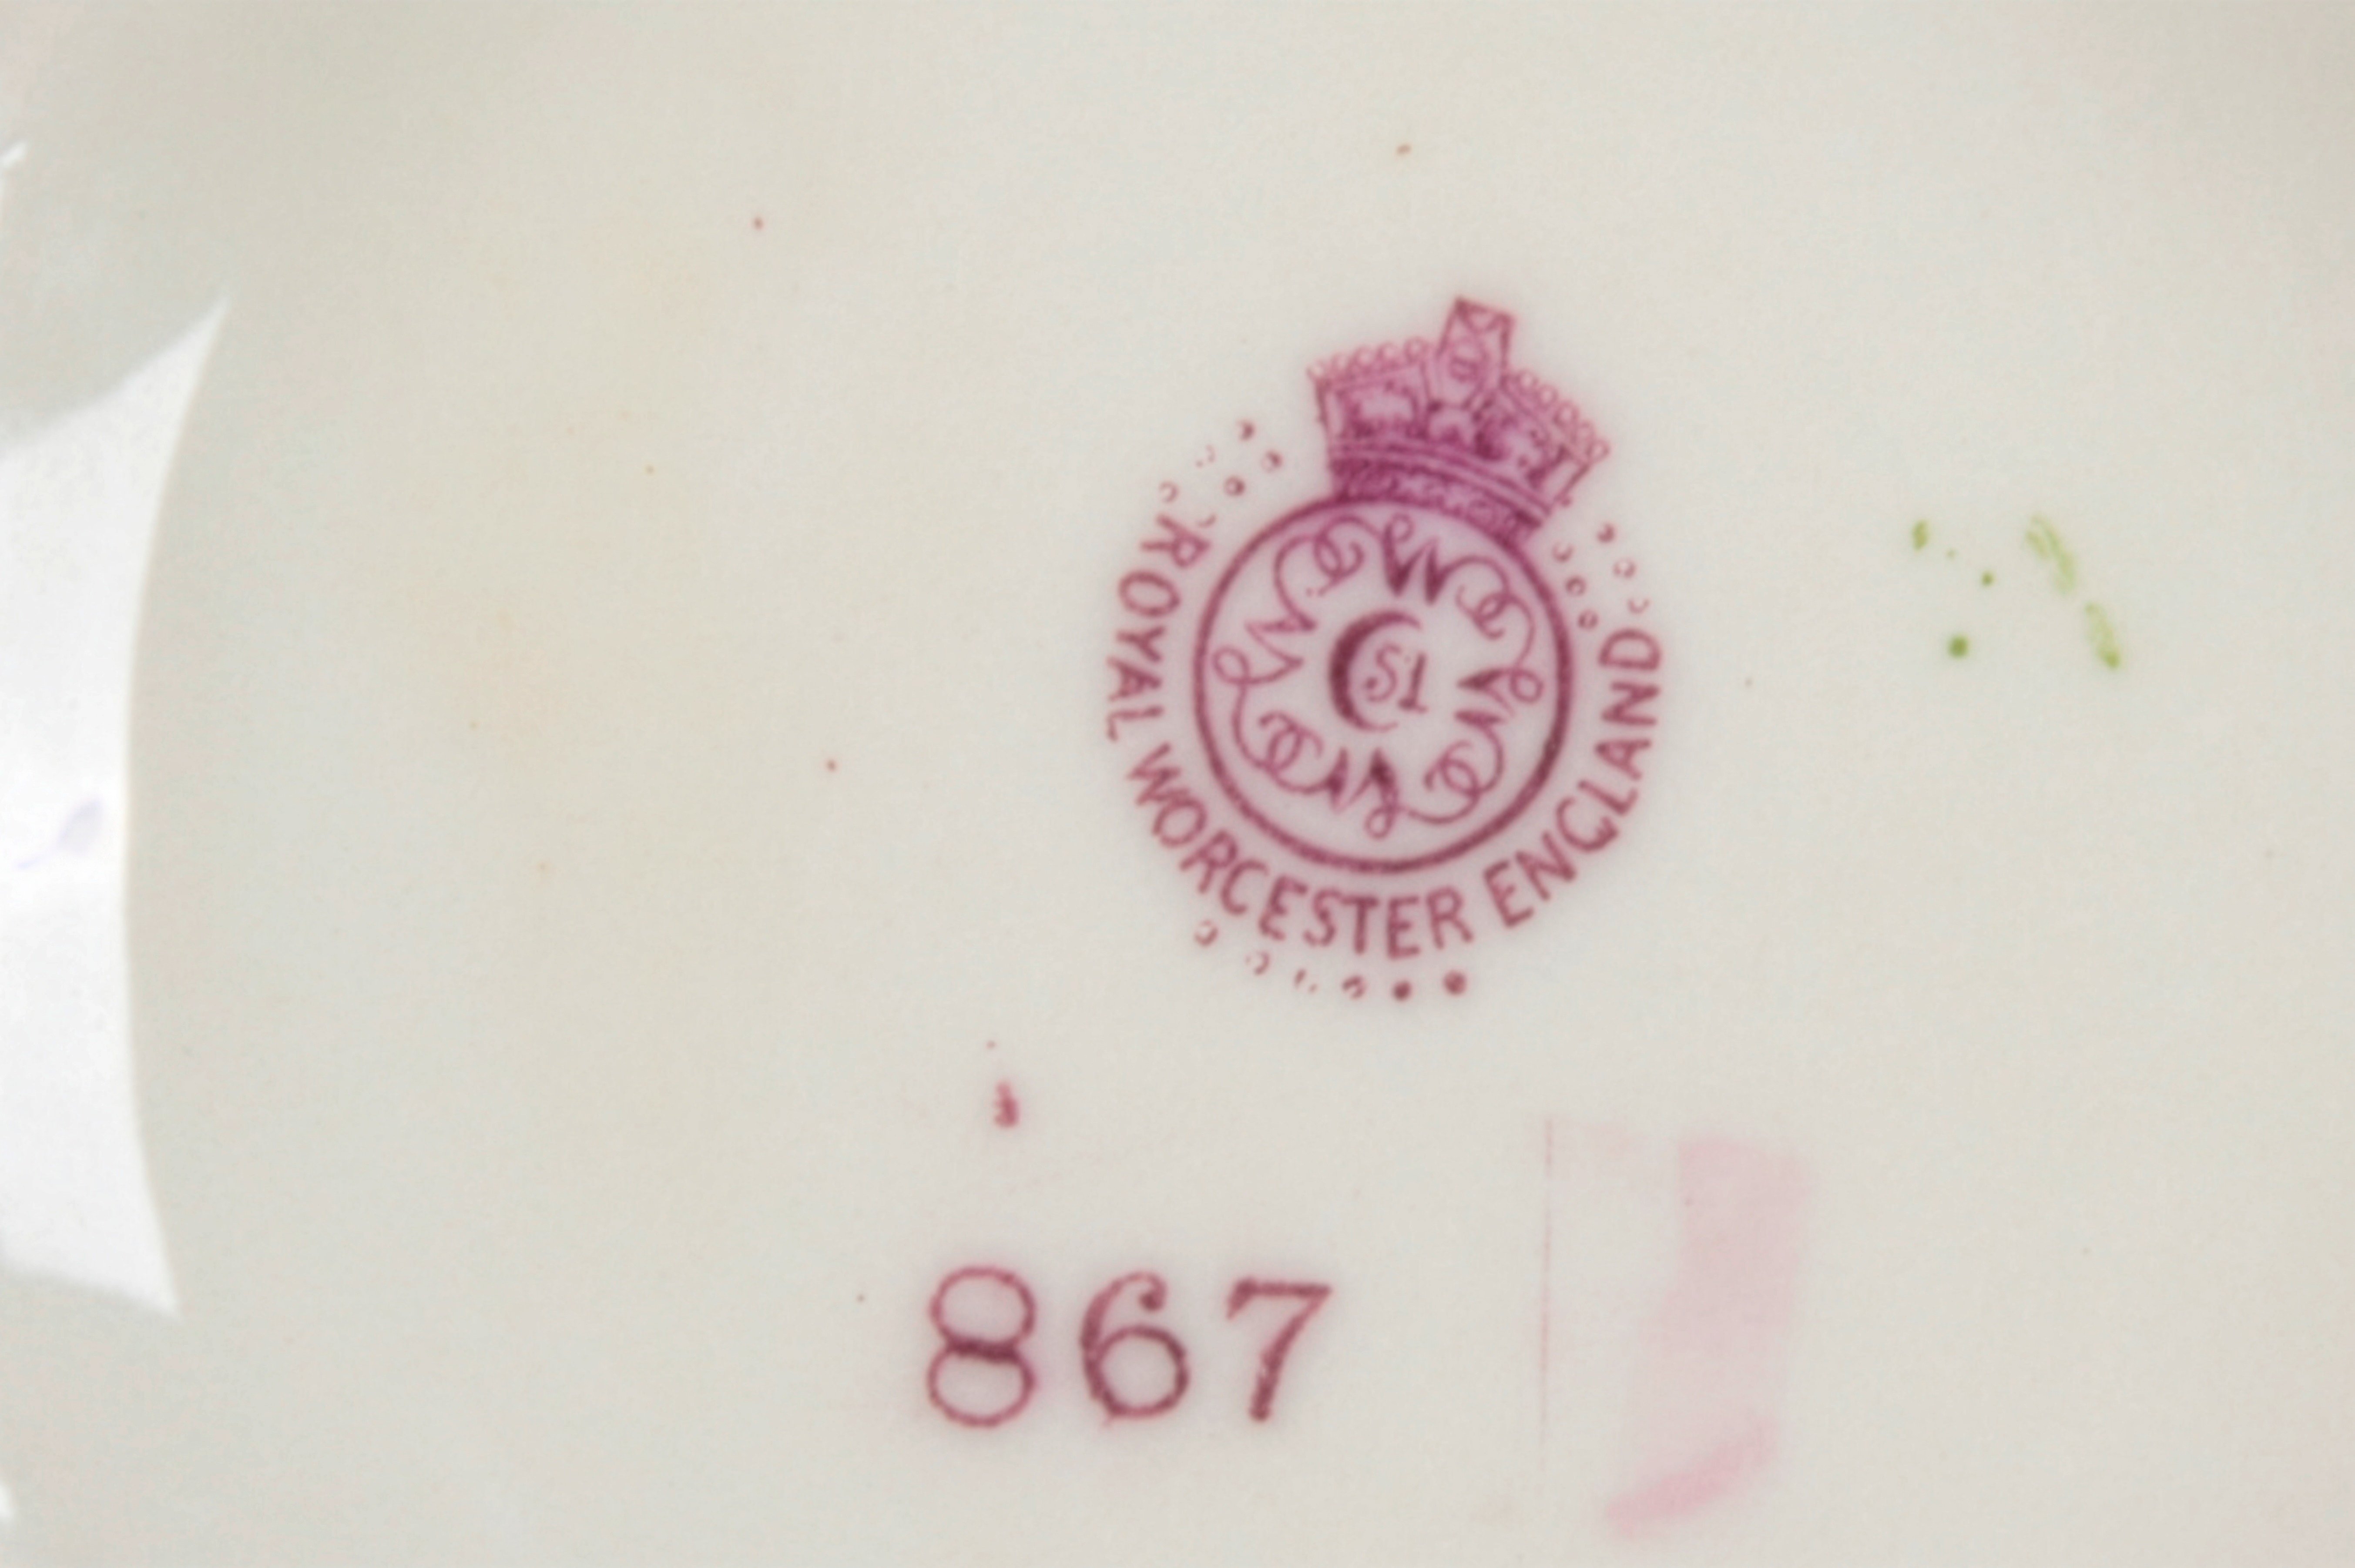 ROYAL WORCESTER ENGLAND
W W W W
C 51
867